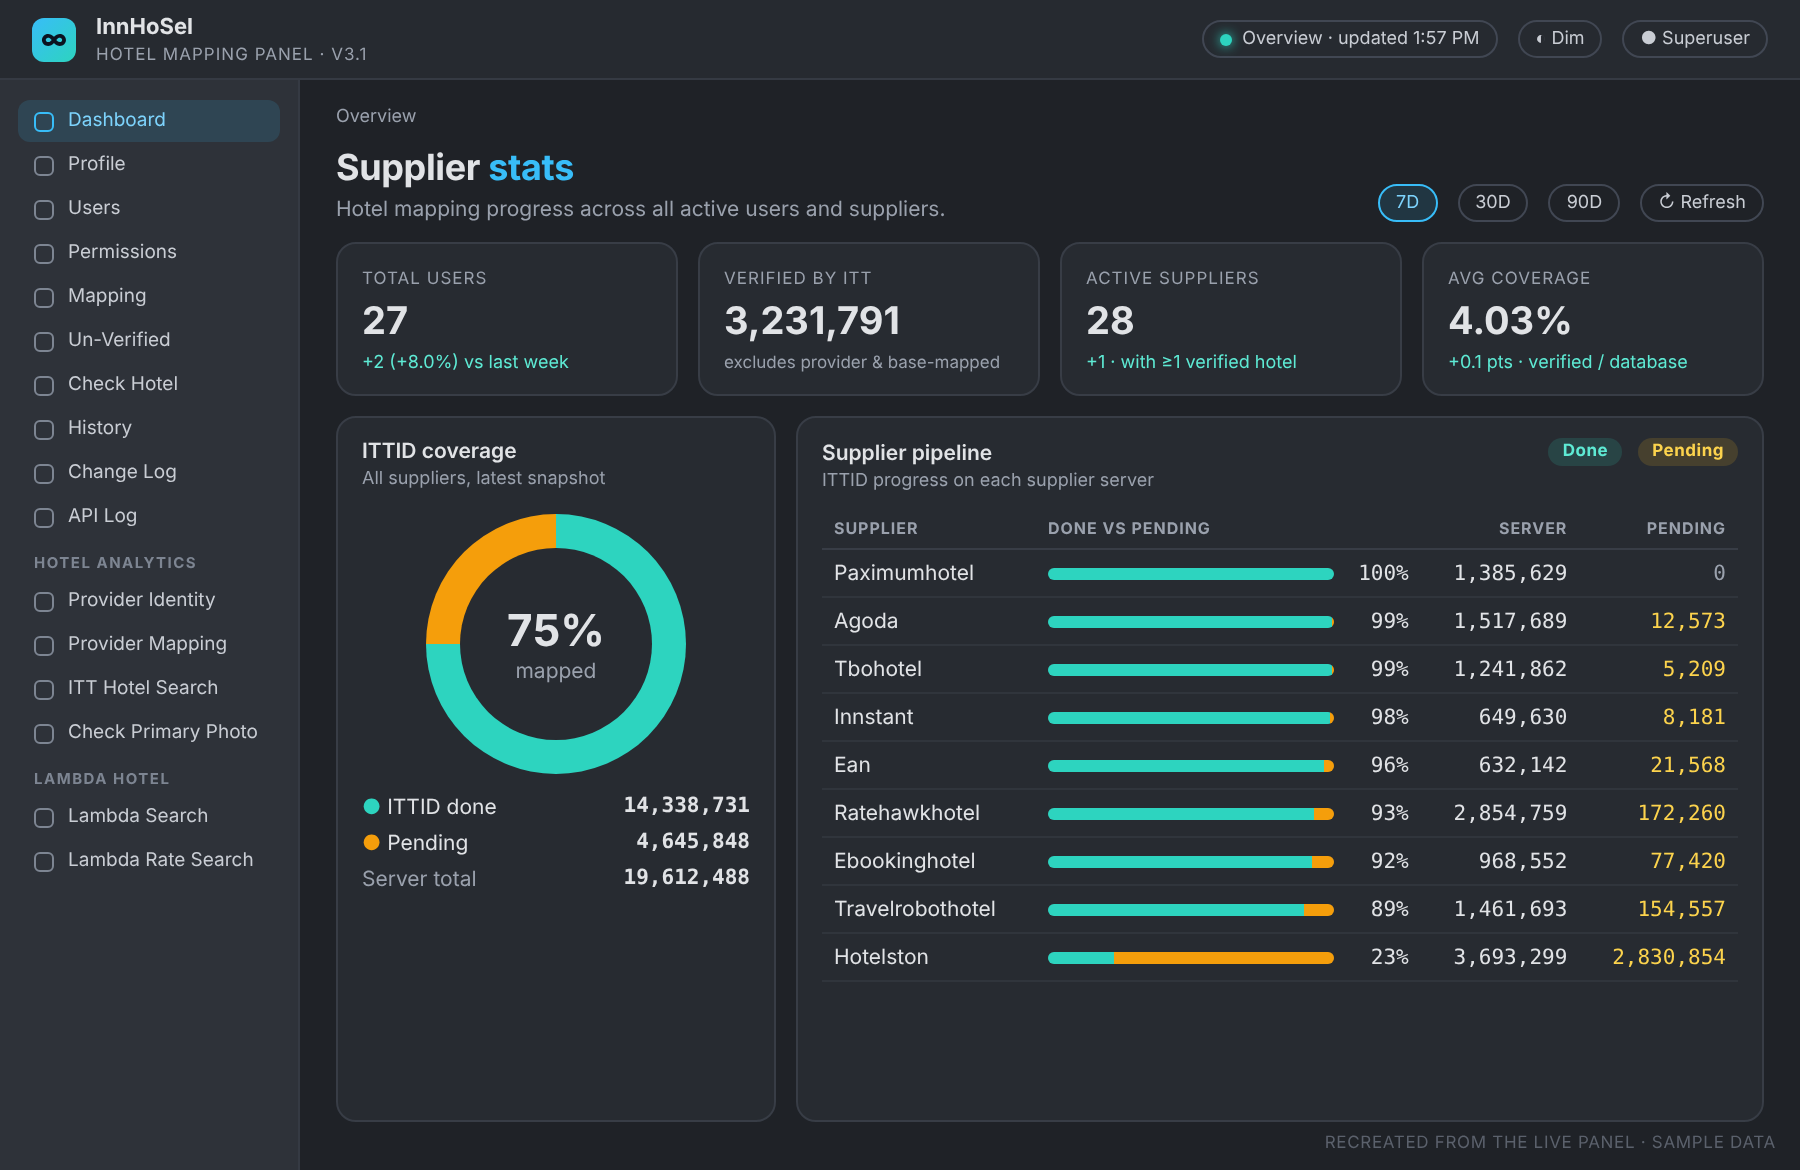 InnHoSel
HOTEL MAPPING PANEL · V3.1
Overview · updated 1:57 PM
Dim
Superuser
Dashboard
Profile
Users
Permissions
Mapping
Un-Verified
Check Hotel
History
Change Log
API Log
HOTEL ANALYTICS
Provider Identity
Provider Mapping
ITT Hotel Search
Check Primary Photo
LAMBDA HOTEL
Lambda Search
Lambda Rate Search
Overview
Supplier stats
Hotel mapping progress across all active users and suppliers.
7D
30D
90D
↻ Refresh
TOTAL USERS
27
+2 (+8.0%) vs last week
VERIFIED BY ITT
3,231,791
excludes provider & base-mapped
ACTIVE SUPPLIERS
28
+1 · with ≥1 verified hotel
AVG COVERAGE
4.03%
+0.1 pts · verified / database
ITTID coverage
All suppliers, latest snapshot
75%
mapped
ITTID done 14,338,731
Pending 4,645,848
Server total 19,612,488
Supplier pipeline
ITTID progress on each supplier server
Done
Pending
SUPPLIER DONE VS PENDING SERVER PENDING
Paximumhotel 100% 1,385,629 0
Agoda 99% 1,517,689 12,573
Tbohotel 99% 1,241,862 5,209
Innstant 98% 649,630 8,181
Ean 96% 632,142 21,568
Ratehawkhotel 93% 2,854,759 172,260
Ebookinghotel 92% 968,552 77,420
Travelrobothotel 89% 1,461,693 154,557
Hotelston 23% 3,693,299 2,830,854
RECREATED FROM THE LIVE PANEL · SAMPLE DATA